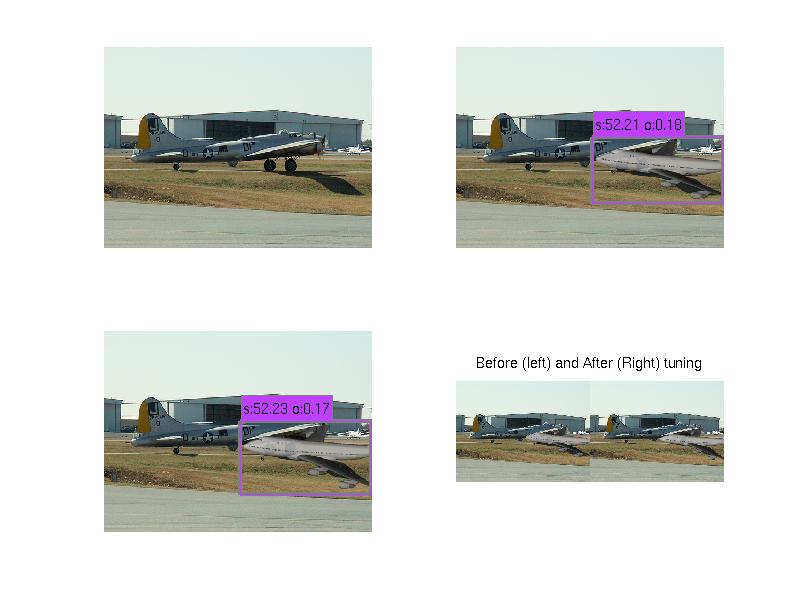 s:52.21 o:0.18
s:52.23 o:0.17
Before (left) and After (Right) tuning